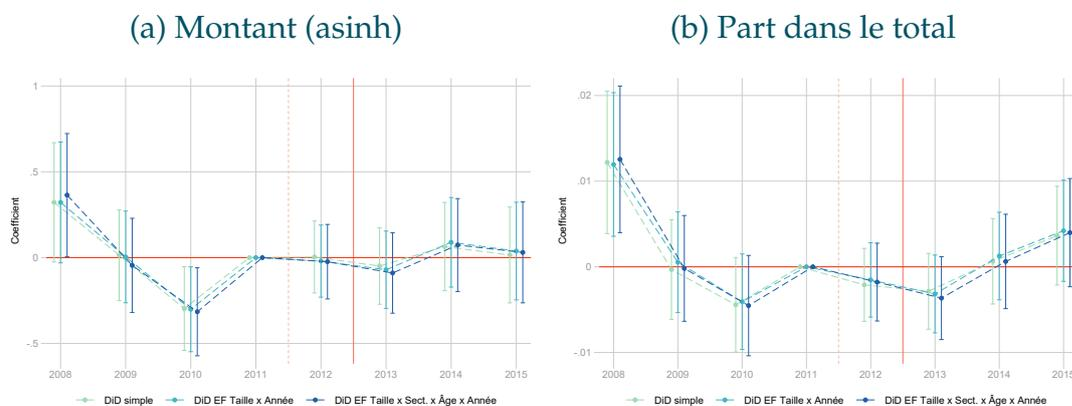 (a) Montant (asinh)
Coefficient
1
.5
0
-.5
2008 2009 2010 2011 2012 2013 2014 2015
DiD simple DiD EF Taille x Année DiD EF Taille x Sect. x Âge x Année
(b) Part dans le total
Coefficient
.02
.01
0
-.01
2008 2009 2010 2011 2012 2013 2014 2015
DiD simple DiD EF Taille x Année DiD EF Taille x Sect. x Âge x Année